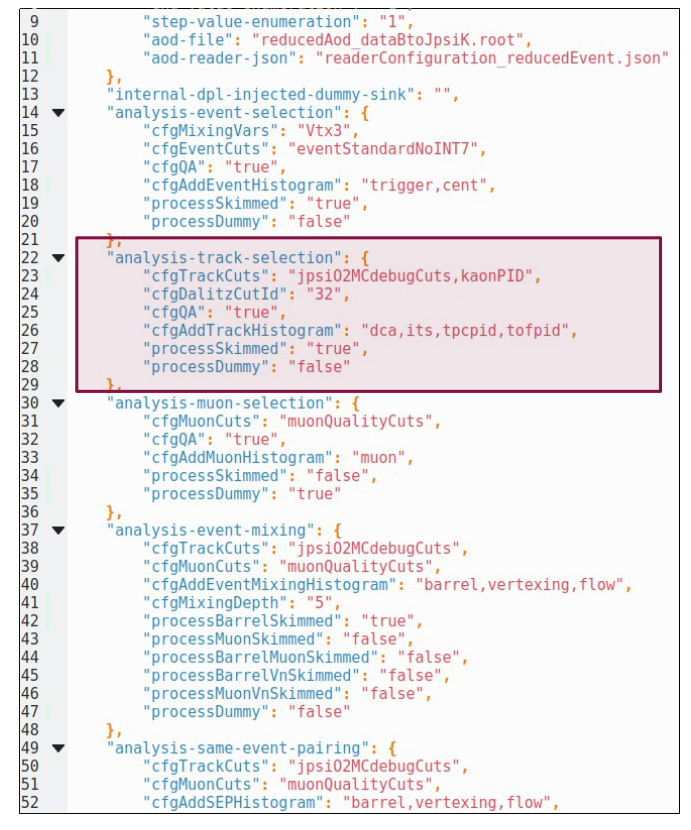 9 "step-value-enumeration": "1",
10 "aod-file": "reducedAod_dataBtoJpsiK.root",
11 "aod-reader-json": "readerConfiguration_reducedEvent.json"
12 },
13 "internal-dpl-injected-dummy-sink": "",
14 "analysis-event-selection": {
15 "cfgMixingVars": "Vtx3",
16 "cfgEventCuts": "eventStandardNoINT7",
17 "cfgQA": "true",
18 "cfgAddEventHistogram": "trigger,cent",
19 "processSkimmed": "true",
20 "processDummy": "false"
21 },
22 "analysis-track-selection": {
23 "cfgTrackCuts": "jpsiO2MCdebugCuts,kaonPID",
24 "cfgDalitzCutId": "32",
25 "cfgQA": "true",
26 "cfgAddTrackHistogram": "dca,its,tpcpid,tofpid",
27 "processSkimmed": "true",
28 "processDummy": "false"
29 },
30 "analysis-muon-selection": {
31 "cfgMuonCuts": "muonQualityCuts",
32 "cfgQA": "true",
33 "cfgAddMuonHistogram": "muon",
34 "processSkimmed": "false",
35 "processDummy": "true"
36 },
37 "analysis-event-mixing": {
38 "cfgTrackCuts": "jpsiO2MCdebugCuts",
39 "cfgMuonCuts": "muonQualityCuts",
40 "cfgAddEventMixingHistogram": "barrel,vertexing,flow",
41 "cfgMixingDepth": "5",
42 "processBarrelSkimmed": "true",
43 "processMuonSkimmed": "false",
44 "processBarrelMuonSkimmed": "false",
45 "processBarrelVnSkimmed": "false",
46 "processMuonVnSkimmed": "false",
47 "processDummy": "false"
48 },
49 "analysis-same-event-pairing": {
50 "cfgTrackCuts": "jpsiO2MCdebugCuts",
51 "cfgMuonCuts": "muonQualityCuts",
52 "cfgAddSEPHistogram": "barrel,vertexing,flow",